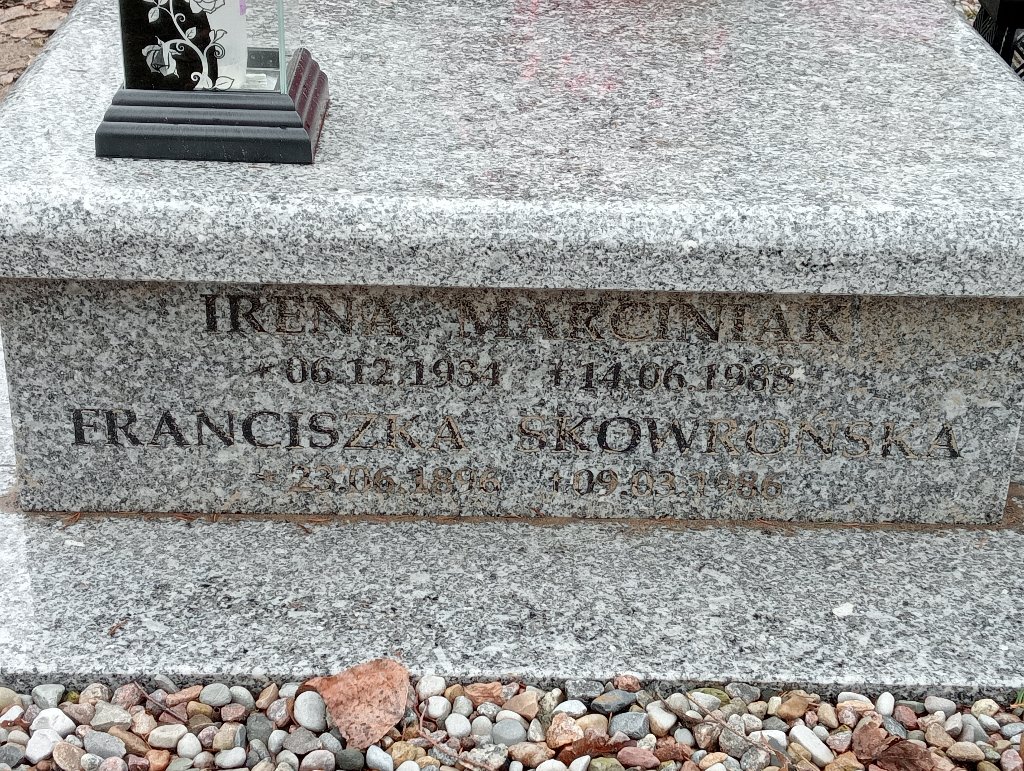 IRENA MARCINIAK
* 06.12.1934 † 14.06.1988
FRANCISZKA SKOWROŃSKA
* 23.06.1896 † 09.03.1986